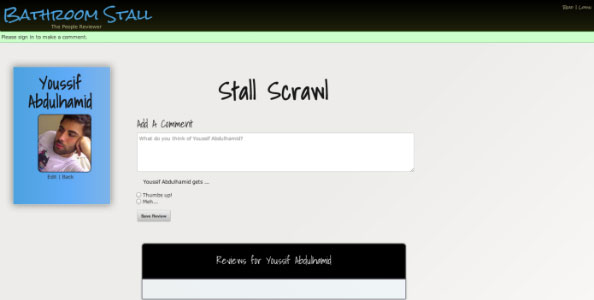 Bathroom Stall
The People Reviewer
Please sign in to make a comment.
Youssif
Abdulhamid
Edit | Back
Stall Scrawl
Add A Comment
What do you think of Youssif Abdulhamid?
Youssif Abdulhamid gets ...
Thumbs up!
Meh...
Save Review
Reviews for Youssif Abdulhamid